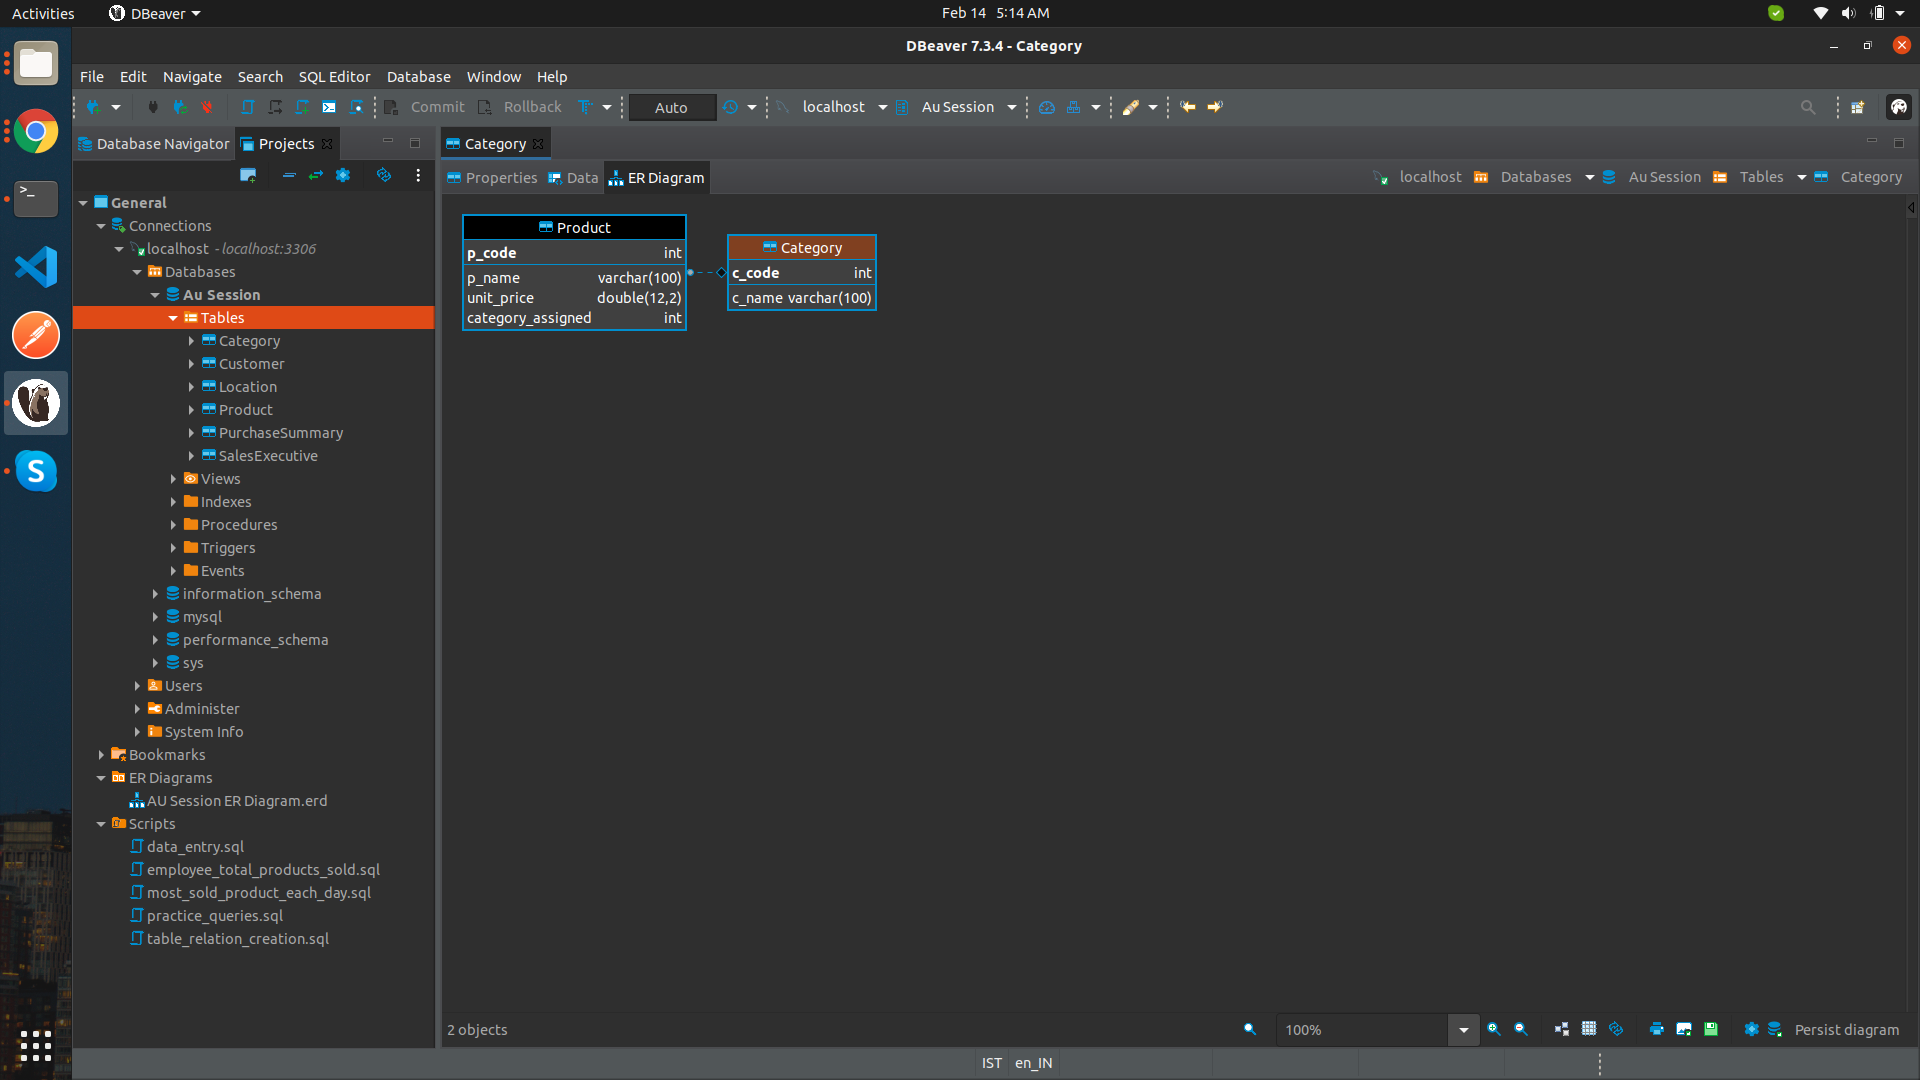 Activities DBeaver Feb 14 5:14 AM
DBeaver 7.3.4 - Category
File Edit Navigate Search SQL Editor Database Window Help
Commit Rollback Auto localhost Au Session
Database Navigator Projects Category
Properties Data ER Diagram localhost Databases Au Session Tables Category
General
Connections
localhost - localhost:3306
Databases
Au Session
Tables
Category
Customer
Location
Product
PurchaseSummary
SalesExecutive
Views
Indexes
Procedures
Triggers
Events
information_schema
mysql
performance_schema
sys
Users
Administer
System Info
Bookmarks
ER Diagrams
AU Session ER Diagram.erd
Scripts
data_entry.sql
employee_total_products_sold.sql
most_sold_product_each_day.sql
practice_queries.sql
table_relation_creation.sql
Product
p_code int
p_name varchar(100)
unit_price double(12,2)
category_assigned int
Category
c_code int
c_name varchar(100)
2 objects 100% Persist diagram
IST en_IN
>_
S